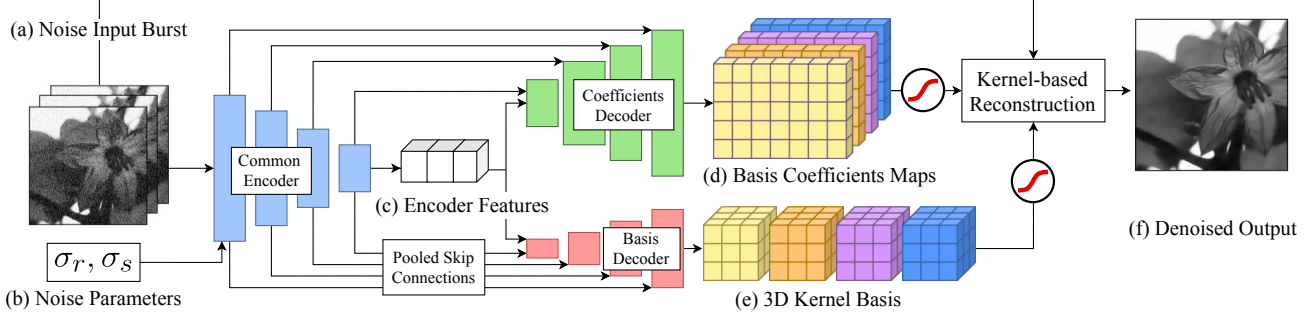 (a) Noise Input Burst
σr, σs
(b) Noise Parameters
Common
Encoder
(c) Encoder Features
Pooled Skip
Connections
Coefficients
Decoder
Basis
Decoder
(d) Basis Coefficients Maps
(e) 3D Kernel Basis
Kernel-based
Reconstruction
(f) Denoised Output